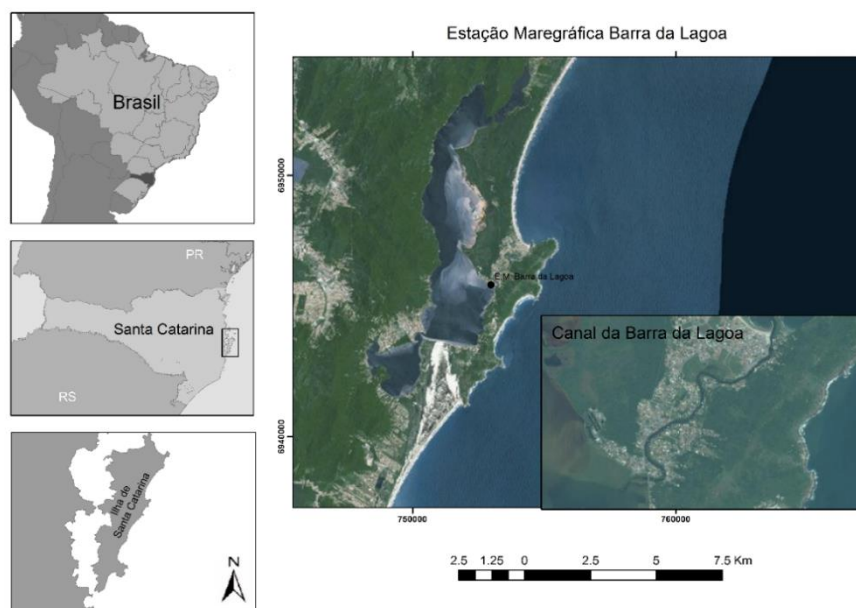 Estação Maregráfica Barra da Lagoa
Brasil
PR
Santa Catarina
RS
Ilha de
Santa Catarina
N
6950000
6940000
E.M. Barra da Lagoa
Canal da Barra da Lagoa
750000
760000
2.5 1.25 0 2.5 5 7.5 Km